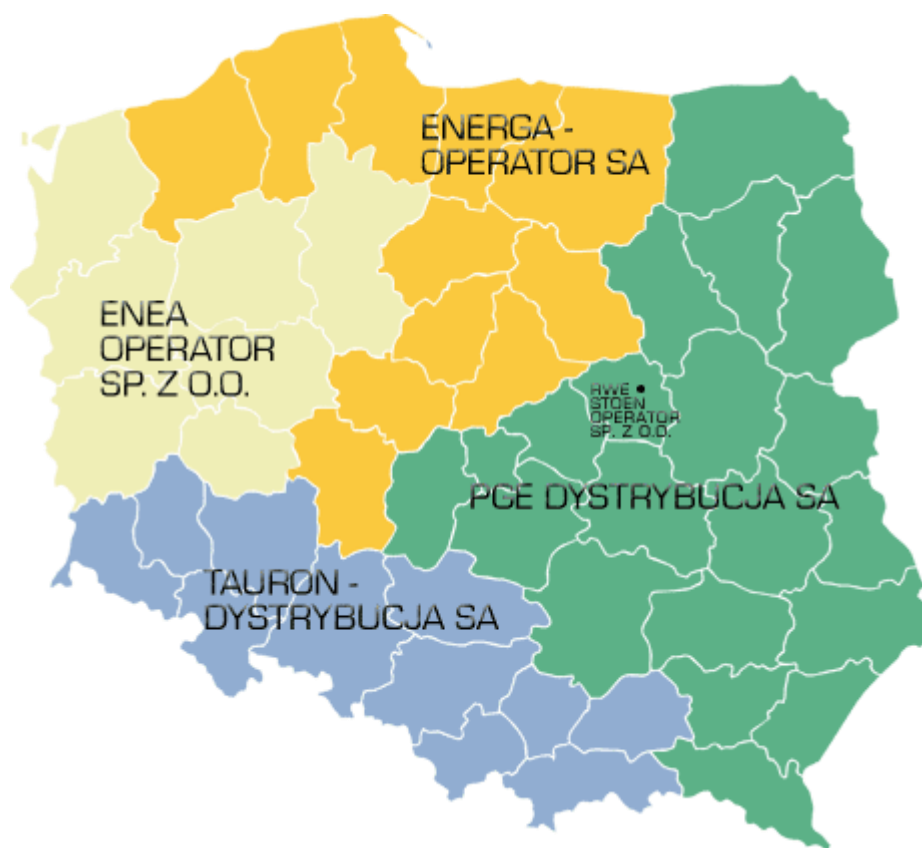 ENERGA -
OPERATOR SA
ENEA
OPERATOR
SP. Z O.O.
RWE
STOEN
OPERATOR
SP. Z O.O.
PGE DYSTRYBUCJA SA
TAURON -
DYSTRYBUCJA SA